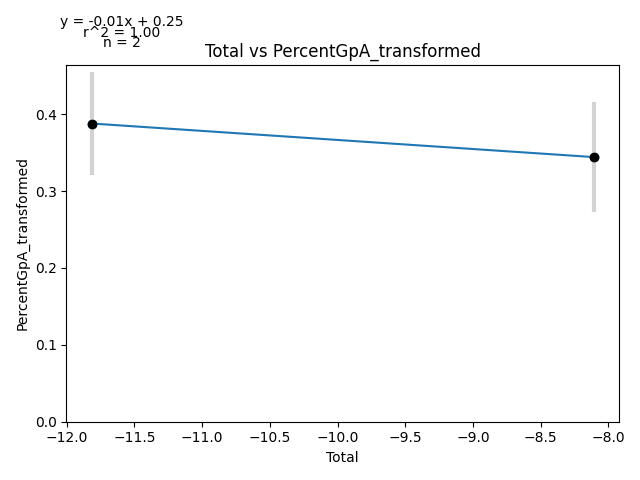 y = -0.01x + 0.25
r^2 = 1.00
n = 2
Total vs PercentGpA_transformed
PercentGpA_transformed
0.4
0.3
0.2
0.1
0.0
−12.0 −11.5 −11.0 −10.5 −10.0 −9.5 −9.0 −8.5 −8.0
Total